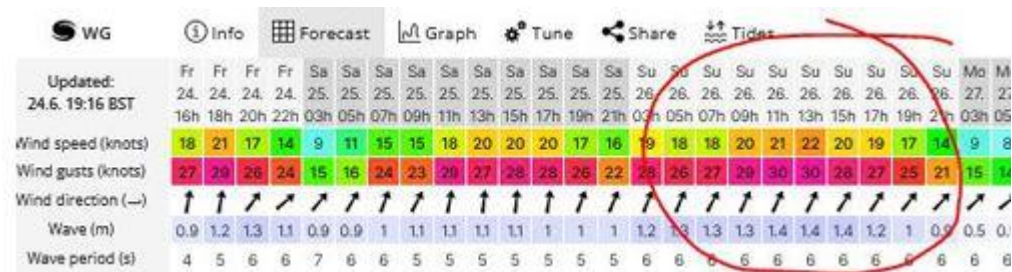 WG Info Forecast Graph Tune Share Tides
Updated:
24.6. 19:16 BST
Fr Fr Fr Fr Sa Sa Sa Sa Sa Sa Sa Sa Sa Sa Su Su Su Su Su Su Su Su Su Su Mo Mo
24. 24. 24. 24. 25. 25. 25. 25. 25. 25. 25. 25. 25. 25. 26. 26. 26. 26. 26. 26. 26. 26. 26. 26. 27. 27
16h 18h 20h 22h 03h 05h 07h 09h 11h 13h 15h 17h 19h 21h 03h 05h 07h 09h 11h 13h 15h 17h 19h 21h 03h 05
Wind speed (knots) 18 21 17 14 9 11 15 15 18 20 20 20 17 16 19 18 18 20 21 22 20 19 17 14 9 8
Wind gusts (knots) 27 29 26 24 15 16 24 23 29 27 28 28 26 22 28 26 27 29 30 30 28 27 25 21 15 14
Wind direction
Wave (m) 0.9 1.2 1.3 1.1 0.9 0.9 1 1.1 1.1 1.1 1.1 1 1 1 1.2 1.3 1.3 1.3 1.4 1.4 1.4 1.2 1 0.9 0.5 0.
Wave period (s) 4 5 6 6 7 6 6 5 5 5 5 5 5 5 6 6 6 6 6 6 6 6 6 6 6 6